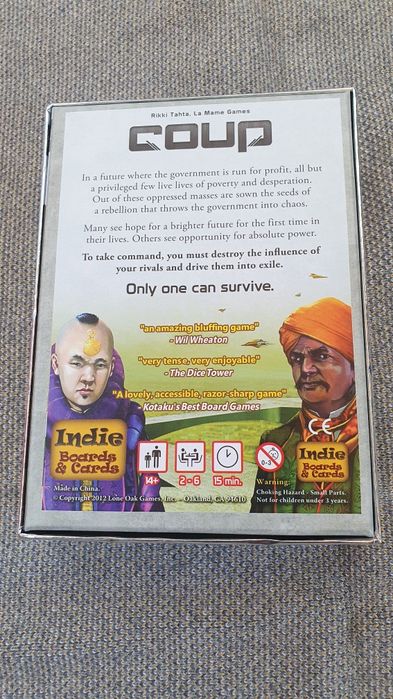 Rikki Tahta, La Mame Games
COUP
In a future where the government is run for profit, all but
a privileged few live lives of poverty and desperation.
Out of these oppressed masses are sown the seeds of
a rebellion that throws the government into chaos.
Many see hope for a brighter future for the first time in
their lives. Others see opportunity for absolute power.
To take command, you must destroy the influence of
your rivals and drive them into exile.
Only one can survive.
"an amazing bluffing game"
- Wil Wheaton
"very tense, very enjoyable"
- The Dice Tower
"A lovely, accessible, razor-sharp game"
- Kotaku's Best Board Games
Indie
Boards
& Cards
14+
2-6
15 min.
0-3
CE
Indie
Boards
& Cards
Made in China.
© Copyright 2012 Lone Oak Games, Inc. - Oakland, CA 94610
Warning:
Choking Hazard - Small Parts.
Not for children under 3 years.